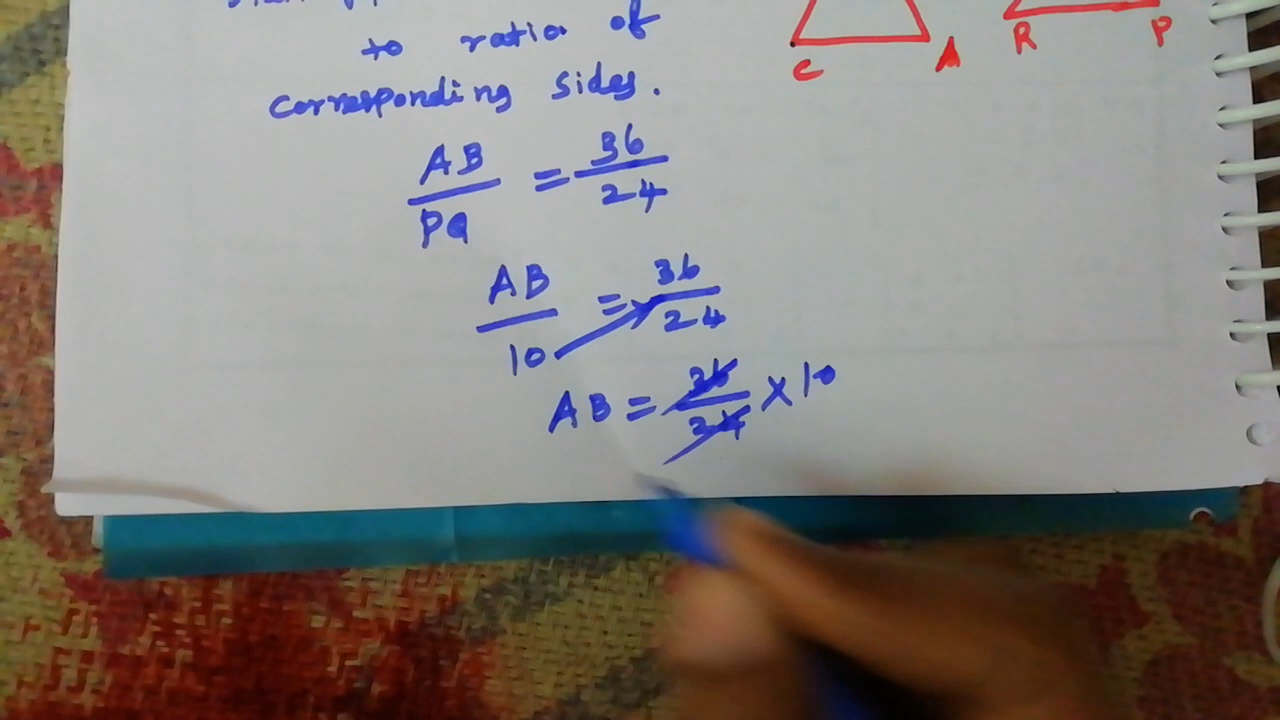 to ratio of
corresponding sides.
C A R P
AB/PQ = 36/24
AB/10 = 36/24
AB = 36/24 × 10